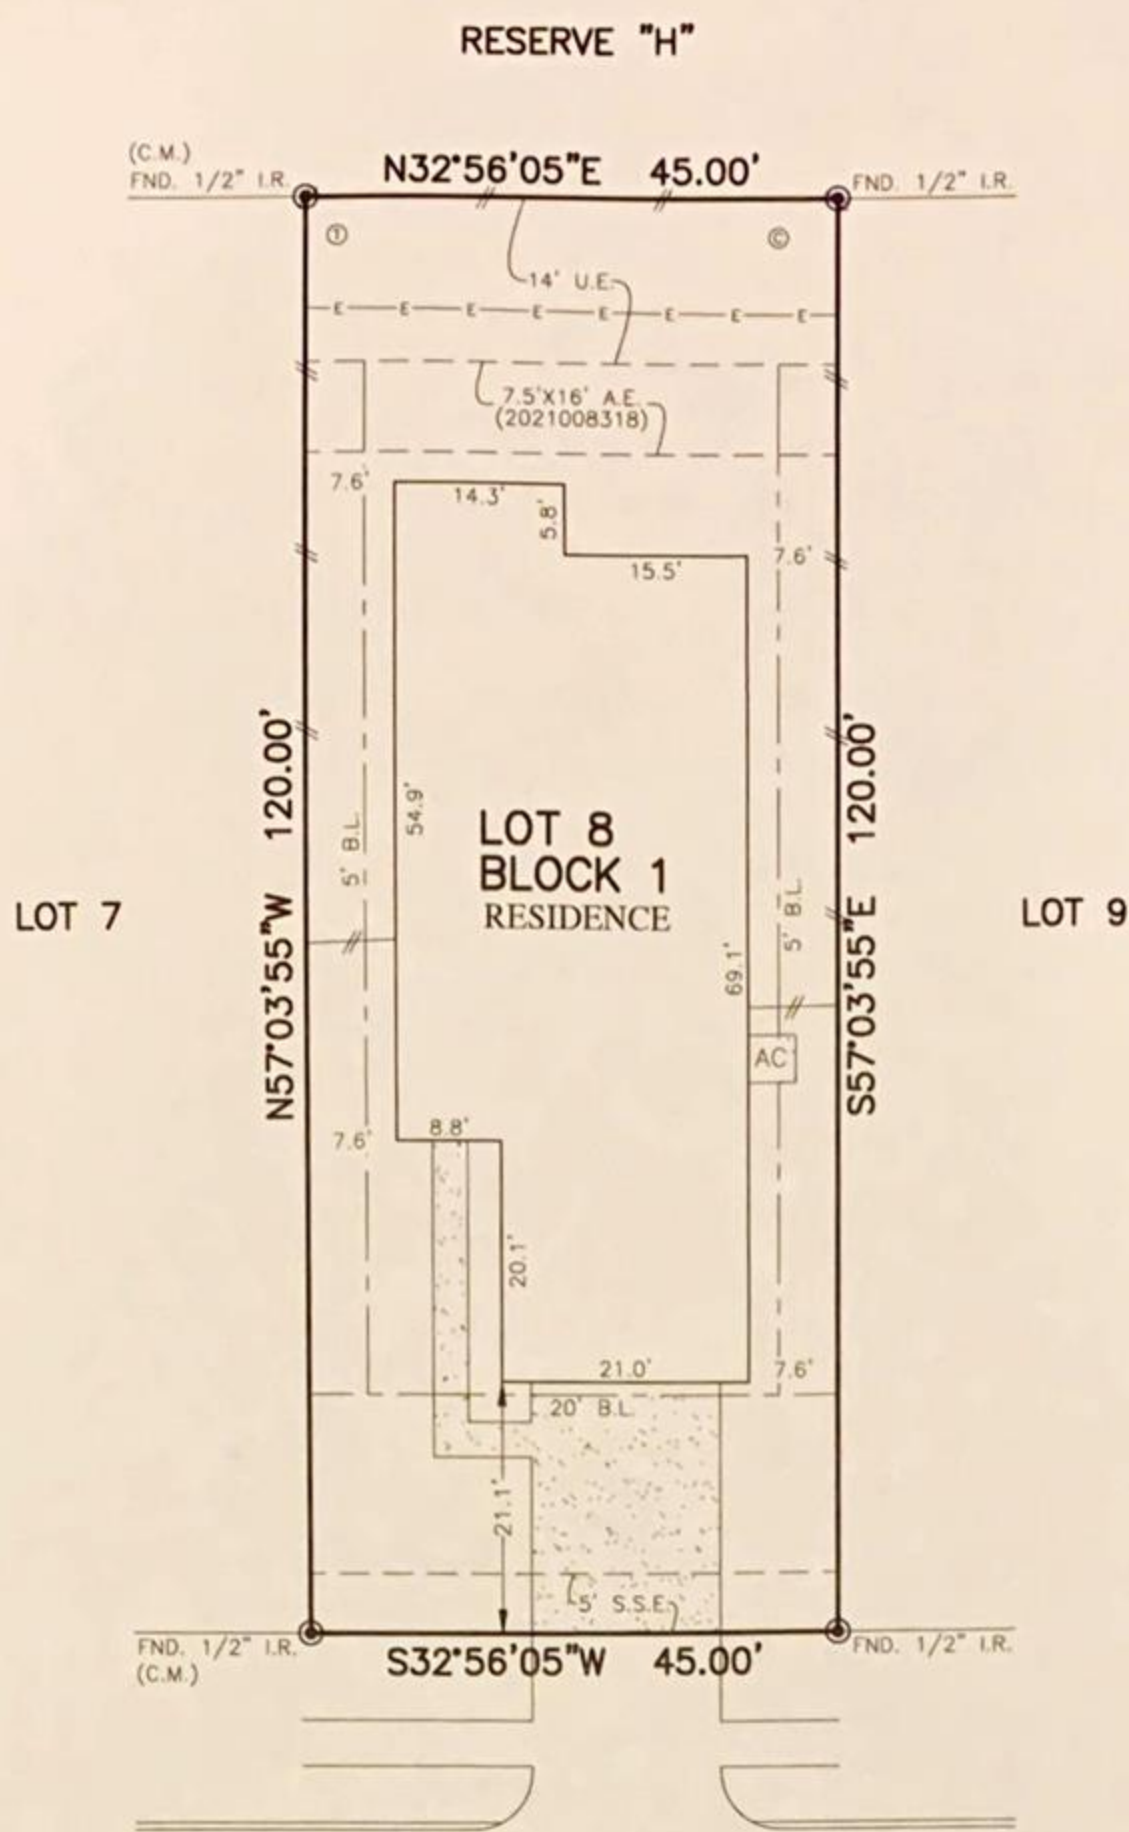 RESERVE "H"
(C.M.)
FND. 1/2" I.R.
N32°56'05"E 45.00'
FND. 1/2" I.R.
1
C
14' U.E.
E E E E E E E E
7.5'X16' A.E.
(2021008318)
7.6'
14.3'
5.8'
15.5'
7.6'
N57°03'55"W 120.00'
5' B.L.
54.9'
LOT 8
BLOCK 1
RESIDENCE
69.1'
5' B.L.
S57°03'55"E 120.00'
LOT 7
LOT 9
AC
7.6'
8.8'
20.1'
21.0'
7.6'
20' B.L.
21.1'
5' S.S.E.
FND. 1/2" I.R.
(C.M.)
S32°56'05"W 45.00'
FND. 1/2" I.R.